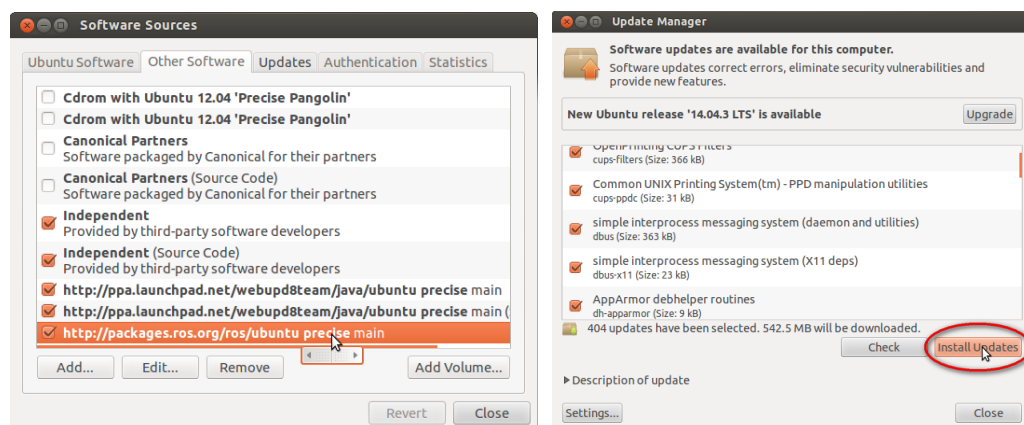 Software Sources
Ubuntu Software Other Software Updates Authentication Statistics
Cdrom with Ubuntu 12.04 'Precise Pangolin'
Cdrom with Ubuntu 12.04 'Precise Pangolin'
Canonical Partners
Software packaged by Canonical for their partners
Canonical Partners (Source Code)
Software packaged by Canonical for their partners
Independent
Provided by third-party software developers
Independent (Source Code)
Provided by third-party software developers
http://ppa.launchpad.net/webupd8team/java/ubuntu precise main
http://ppa.launchpad.net/webupd8team/java/ubuntu precise main (
http://packages.ros.org/ros/ubuntu precise main
Add... Edit... Remove Add Volume...
Revert Close
Update Manager
Software updates are available for this computer.
Software updates correct errors, eliminate security vulnerabilities and
provide new features.
New Ubuntu release '14.04.3 LTS' is available Upgrade
OpenPrinting CUPS Filters
cups-filters (Size: 366 kB)
Common UNIX Printing System(tm) - PPD manipulation utilities
cups-ppdc (Size: 31 kB)
simple interprocess messaging system (daemon and utilities)
dbus (Size: 363 kB)
simple interprocess messaging system (X11 deps)
dbus-x11 (Size: 23 kB)
AppArmor debhelper routines
dh-apparmor (Size: 9 kB)
404 updates have been selected. 542.5 MB will be downloaded.
Check Install Updates
Description of update
Settings... Close